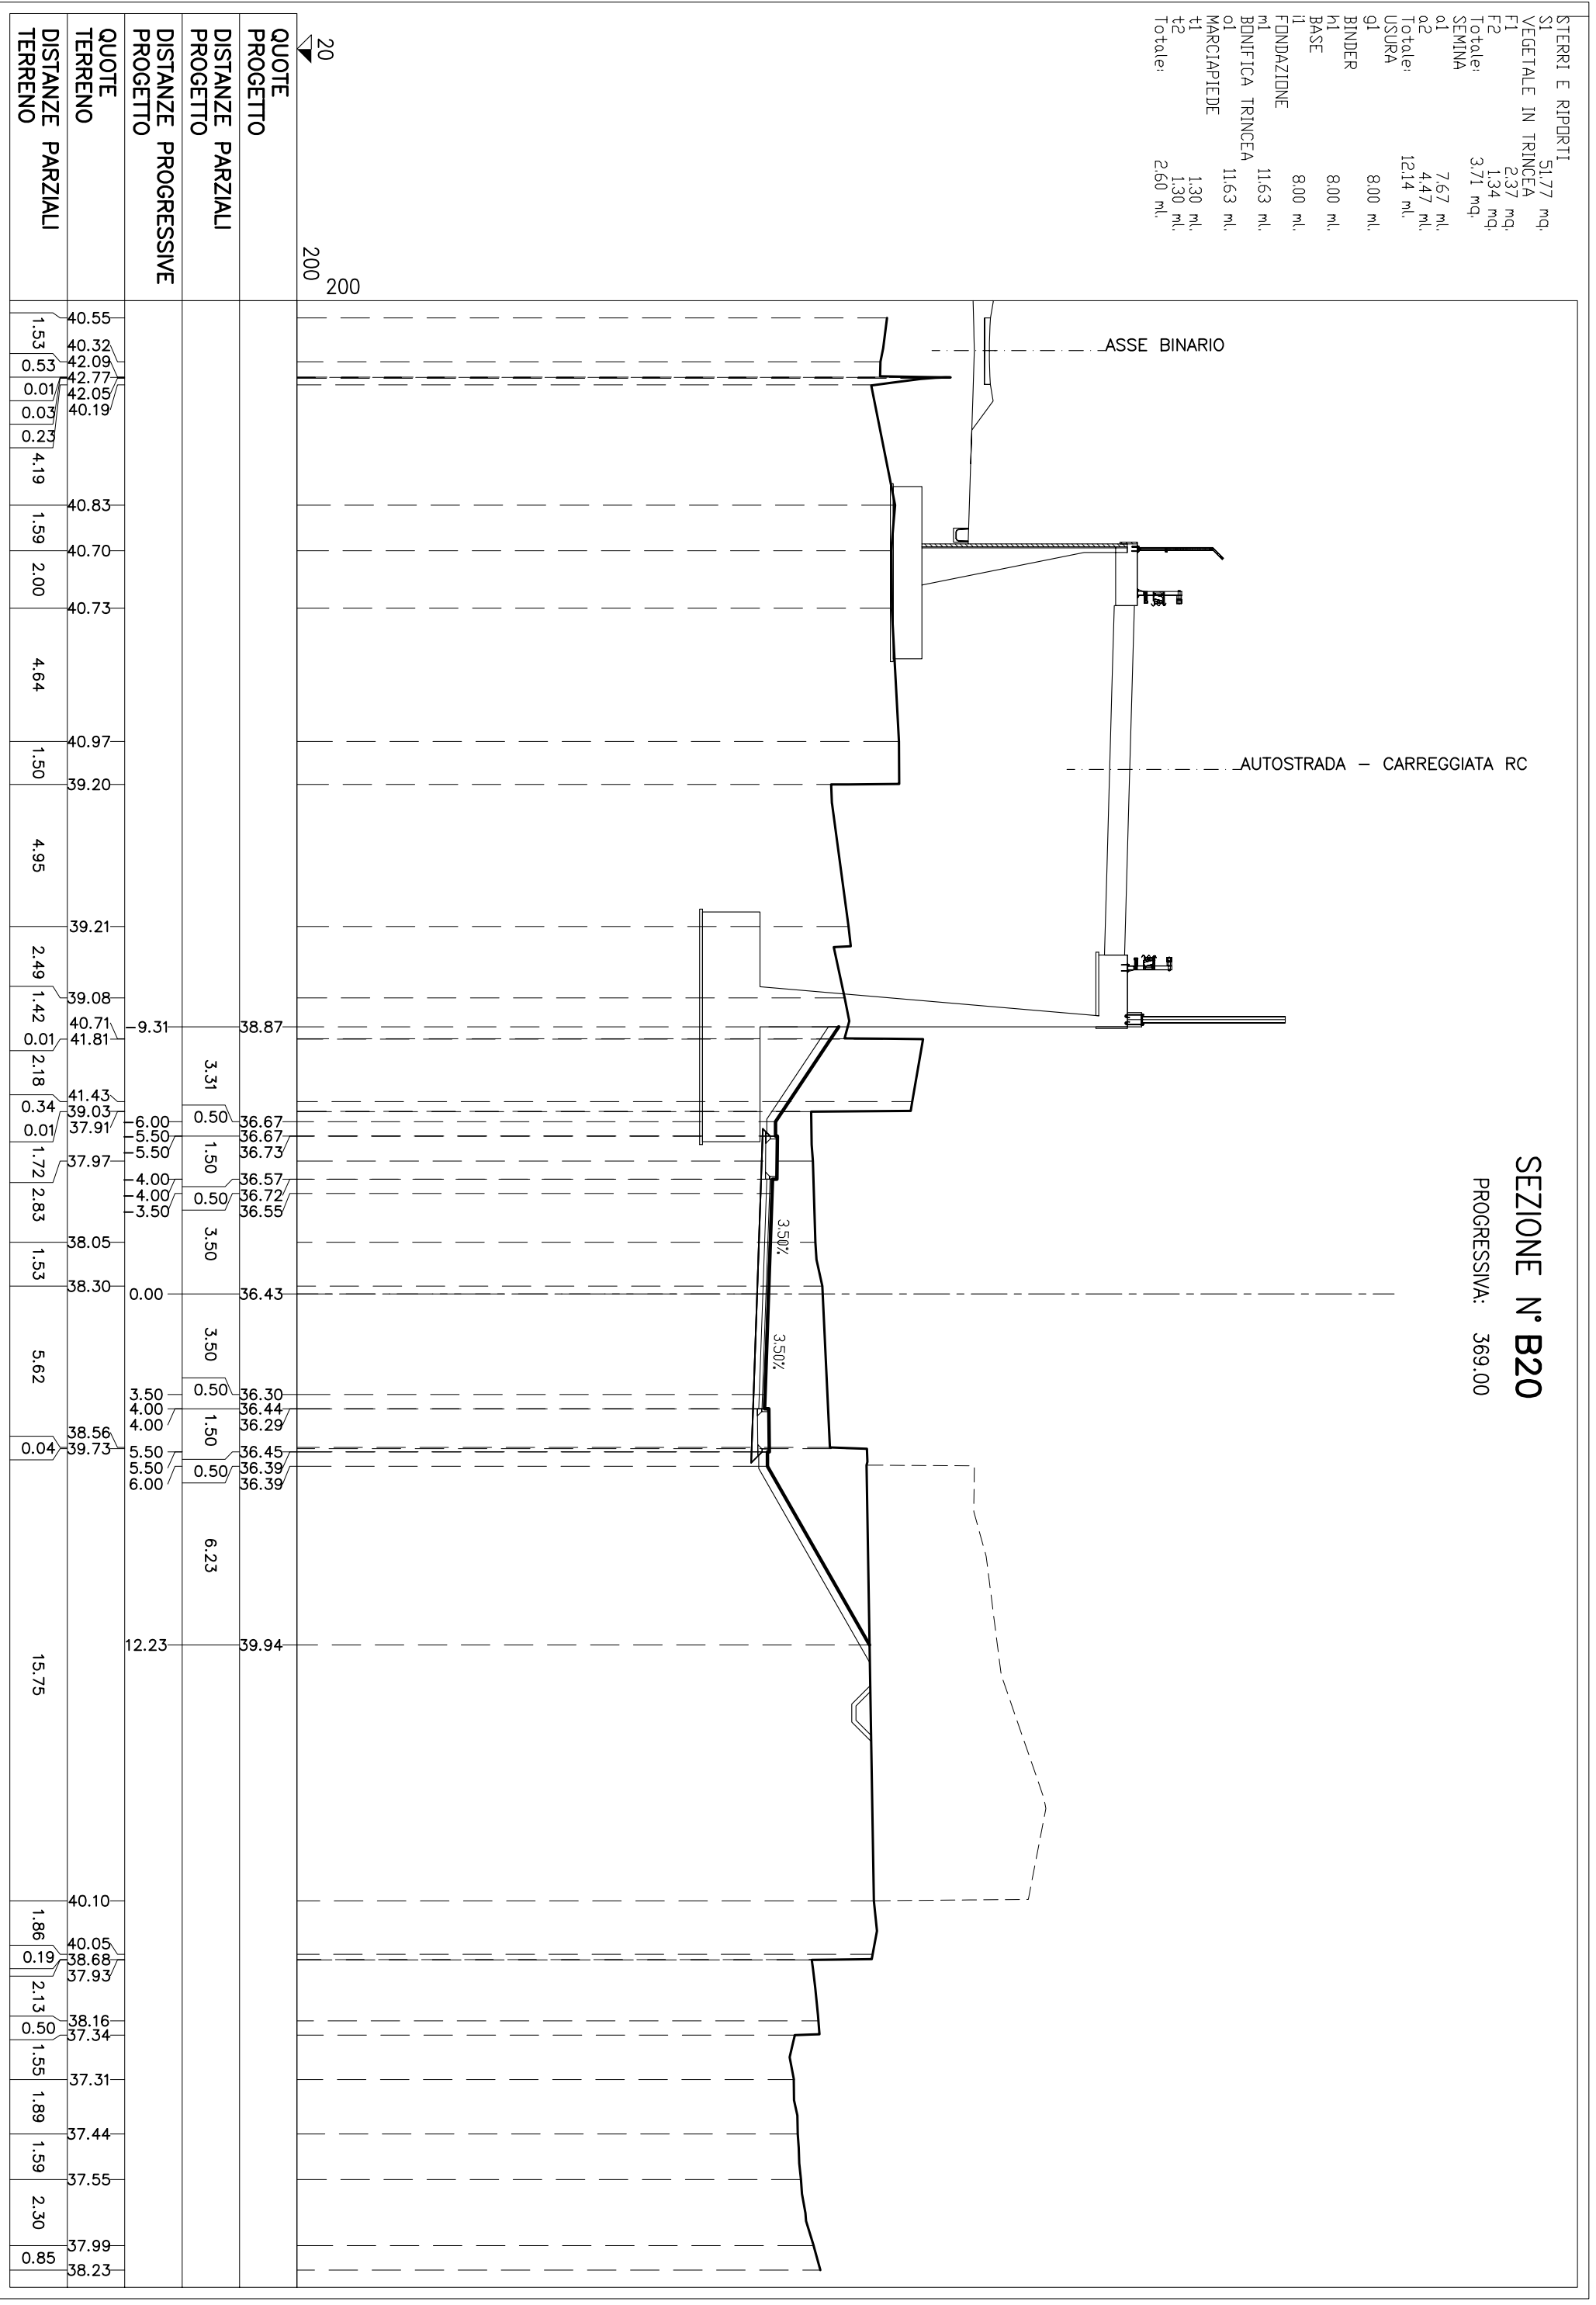 SEZIONE N° B20
PROGRESSIVA: 369.00
STERRI E RIPORTI
S1 51.77 mq.
VEGETALE IN TRINCEA
F1 2.37 mq.
F2 1.34 mq.
Totale: 3.71 mq.
SEMINA
a1 7.67 ml.
a2 4.47 ml.
Totale: 12.14 ml.
USURA
g1 8.00 ml.
BINDER
h1 8.00 ml.
BASE
i1 8.00 ml.
FONDAZIONE
m1 11.63 ml.
BONIFICA TRINCEA
o1 11.63 ml.
MARCIAPIEDE
t1 1.30 ml.
t2 1.30 ml.
Totale: 2.60 ml.
AUTOSTRADA – CARREGGIATA RC
ASSE BINARIO
3.50%
3.50%
20
200
200
QUOTE PROGETTO
38.87 36.67 36.67 36.73 36.57 36.72 36.55 36.43 36.30 36.44 36.29 36.45 36.39 36.39 39.94
DISTANZE PARZIALI PROGETTO
3.31 0.50 1.50 0.50 3.50 3.50 0.50 1.50 0.50 6.23
DISTANZE PROGRESSIVE PROGETTO
-9.31 -6.00 -5.50 -5.50 -4.00 -4.00 -3.50 0.00 3.50 4.00 4.00 5.50 5.50 6.00 12.23
QUOTE TERRENO
40.55 40.32 42.09 42.77 42.05 40.19 40.83 40.70 40.73 40.97 39.20 39.21 39.08 40.71 41.81 41.43 39.03 37.91 37.97 38.05 38.30 38.56 39.73 40.10 40.05 38.68 37.93 38.16 37.34 37.31 37.44 37.55 37.99 38.23
DISTANZE PARZIALI TERRENO
1.53 0.53 0.01 0.03 0.23 4.19 1.59 2.00 4.64 1.50 4.95 2.49 1.42 0.01 2.18 0.34 0.01 1.72 2.83 1.53 5.62 0.04 15.75 1.86 0.19 2.13 0.50 1.55 1.89 1.59 2.30 0.85